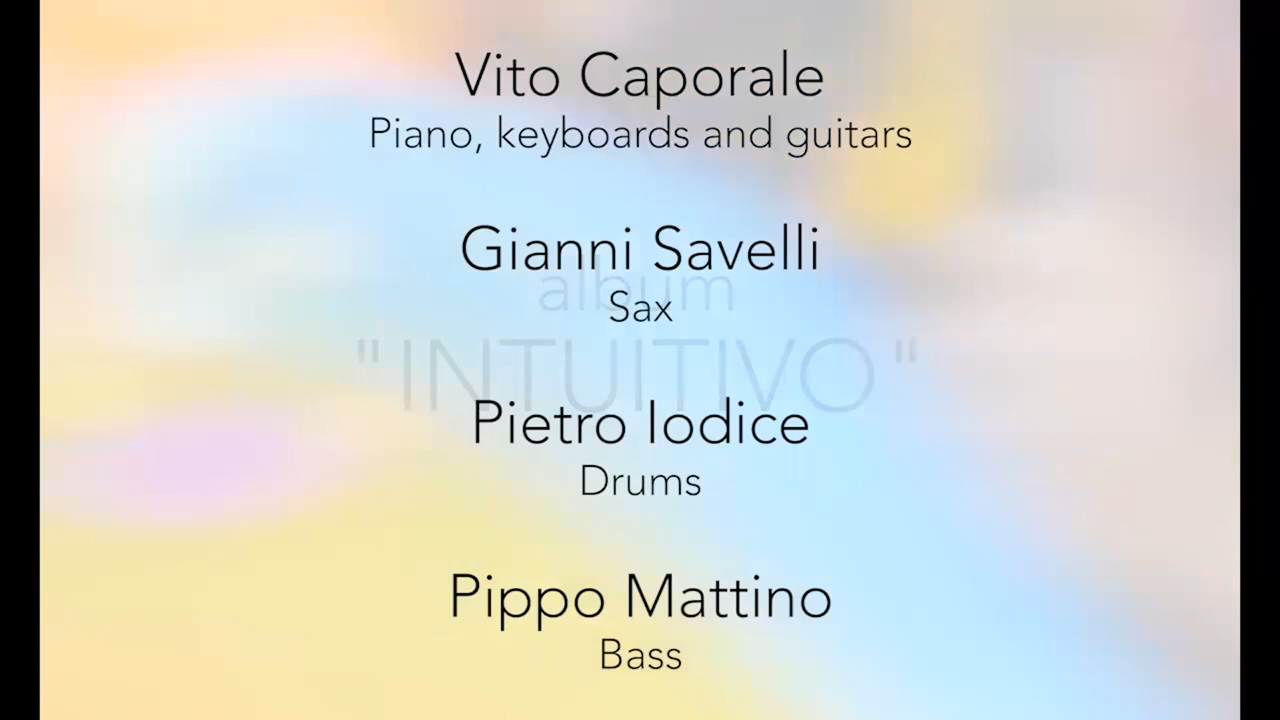 Vito Caporale
Piano, keyboards and guitars
Gianni Savelli
album
Sax
"INTUITIVO"
Pietro Iodice
Drums
Pippo Mattino
Bass